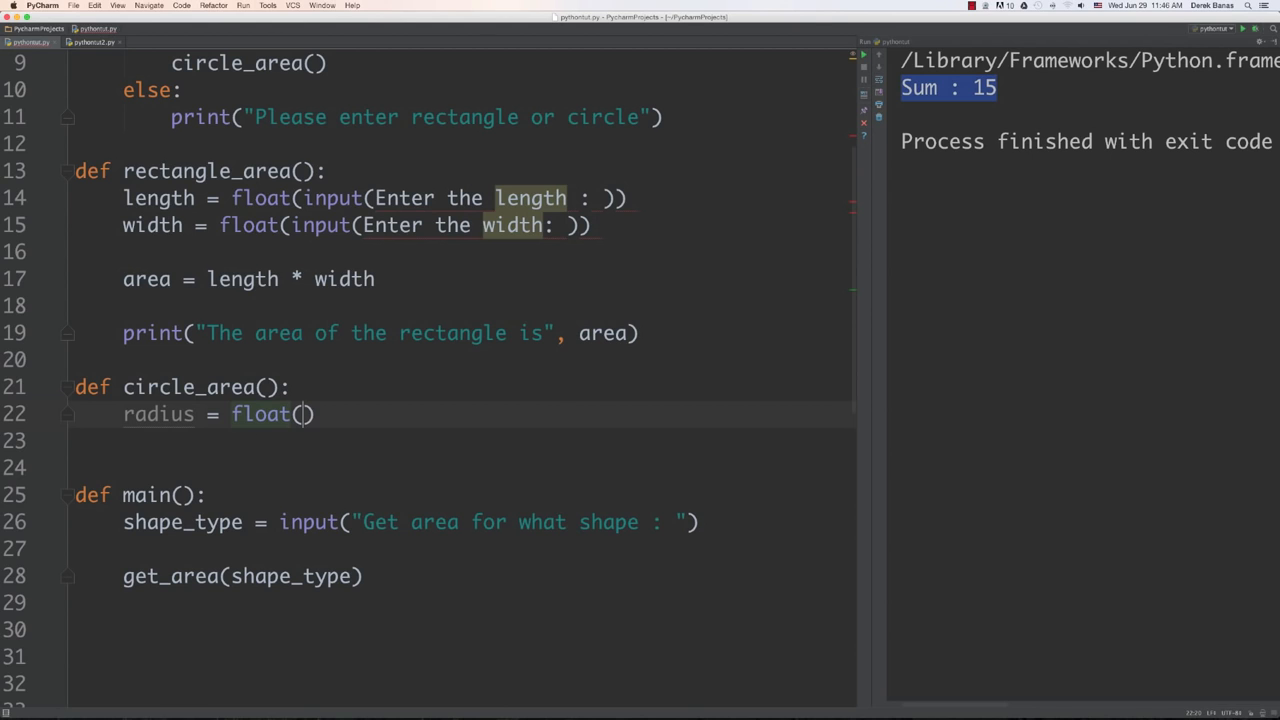 PyCharm File Edit View Navigate Code Refactor Run Tools VCS Window Help Wed Jun 29 11:46 AM Derek Banas
pythontut.py - PycharmProjects - [~/PycharmProjects]
PycharmProjects pythontut.py pythontut
pythontut.py pythontut2.py Run: pythontut
9 circle_area()
10 else:
11 print("Please enter rectangle or circle")
12
13 def rectangle_area():
14 length = float(input(Enter the length : ))
15 width = float(input(Enter the width: ))
16
17 area = length * width
18
19 print("The area of the rectangle is", area)
20
21 def circle_area():
22 radius = float()
23
24
25 def main():
26 shape_type = input("Get area for what shape : ")
27
28 get_area(shape_type)
29
30
31
32
/Library/Frameworks/Python.frame
Sum : 15
Process finished with exit code
22:20 LF÷ UTF-8÷